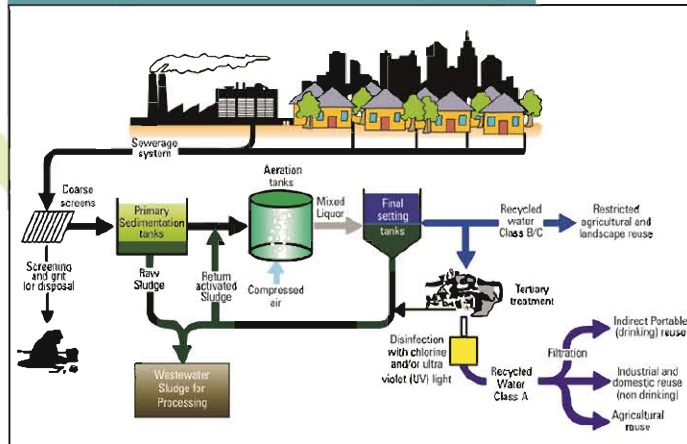 Sewerage
system
Coarse
screens
Primary
Sedimentation
tanks
Aeration
tanks
Mixed
Liquor
Final
setting
tanks
Recycled
water
Class B/C
Restricted
agricultural and
landscape reuse
Screening
and grit
for disposal
Raw
Sludge
Return
activated
Sludge
Compressed
air
Tertiary
treatment
Wastewater
Sludge for
Processing
Disinfection
with chlorine
and/or ultra
violet (UV) light
Recycled
Water
Class A
Filtration
Indirect Portable
(drinking) reuse
Industrial and
domestic reuse
(non drinking)
Agricultural
reuse